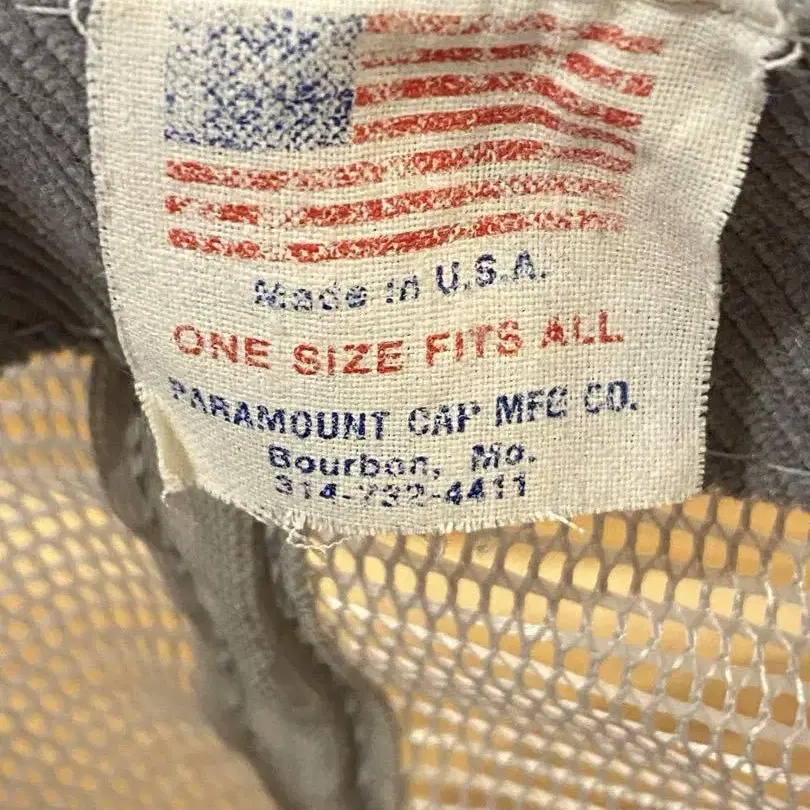 Made in U.S.A.
ONE SIZE FITS ALL
PARAMOUNT CAP MFG CO.
Bourbon, Mo.
314-732-4411